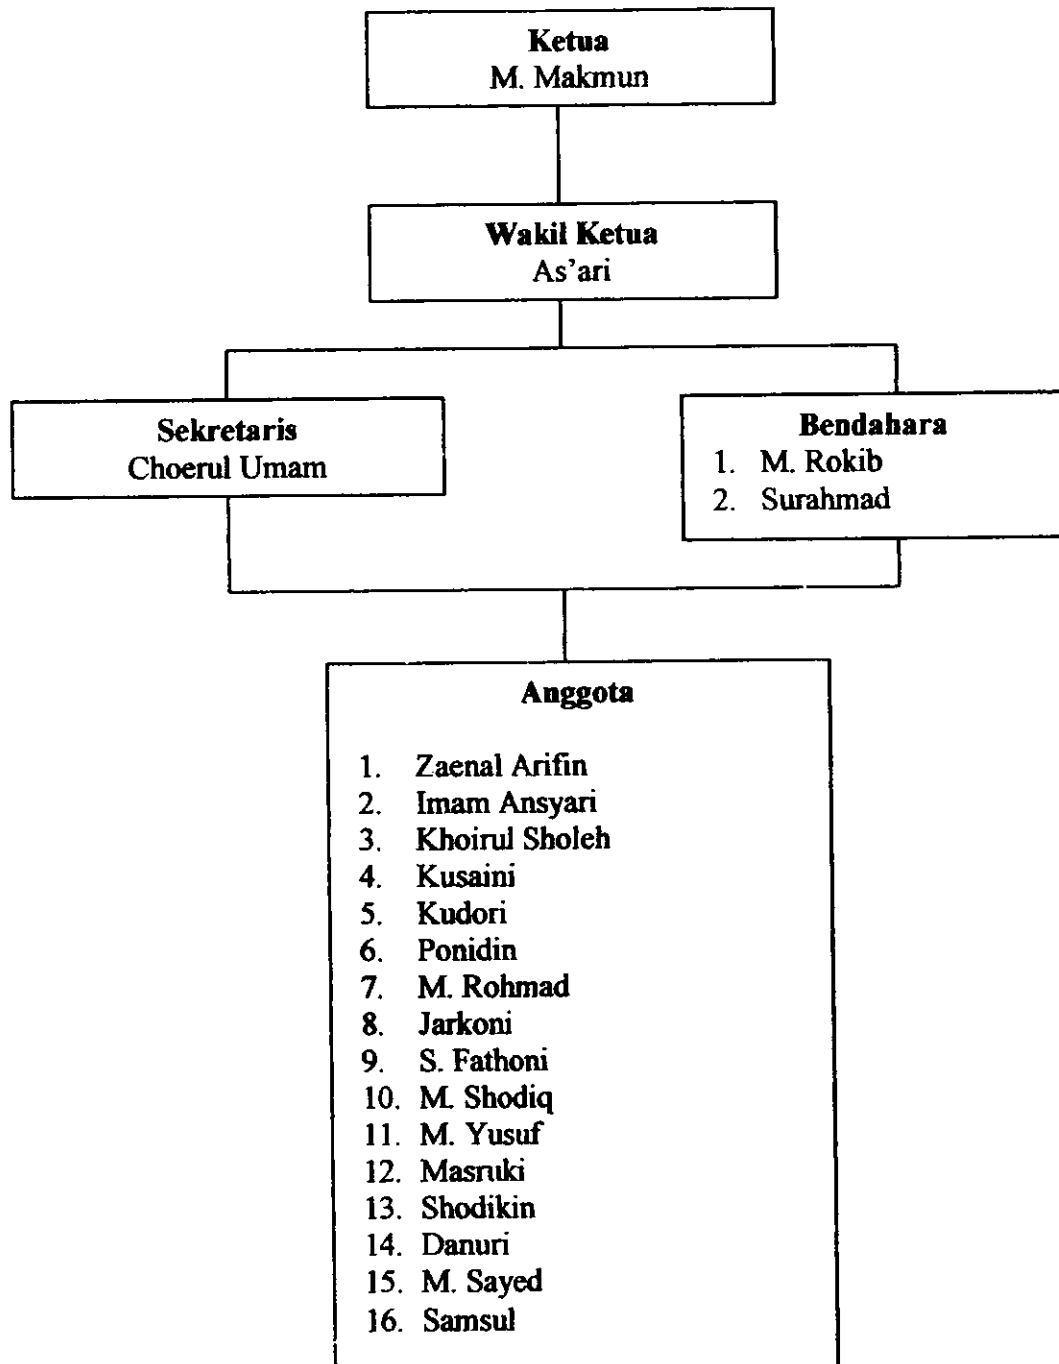 Ketua
M. Makmun
Wakil Ketua
As'ari
Sekretaris
Choerul Umam
Bendahara
1. M. Rokib
2. Surahmad
Anggota
1. Zaenal Arifin
2. Imam Ansyari
3. Khoirul Sholeh
4. Kusaini
5. Kudori
6. Ponidin
7. M. Rohmad
8. Jarkoni
9. S. Fathoni
10. M. Shodiq
11. M. Yusuf
12. Masruki
13. Shodikin
14. Danuri
15. M. Sayed
16. Samsul